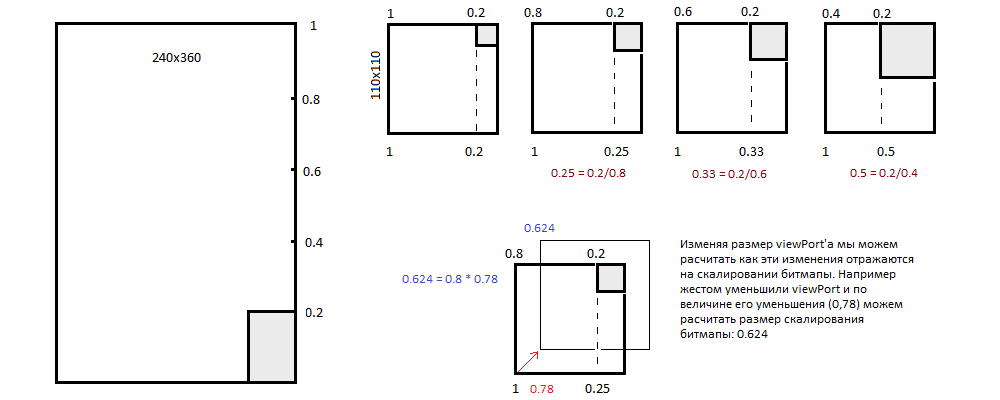 240x360
1
0.8
0.6
0.4
0.2
110x110
1 0.2
1 0.2
0.8 0.2
1 0.25
0.25 = 0.2/0.8
0.6 0.2
1 0.33
0.33 = 0.2/0.6
0.4 0.2
1 0.5
0.5 = 0.2/0.4
0.624
0.8 0.2
0.624 = 0.8 * 0.78
1 0.78 0.25
Изменяя размер viewPort'а мы можем
расчитать как эти изменения отражаются
на скалировании битмапы. Например
жестом уменьшили viewPort и по
величине его уменьшения (0,78) можем
расчитать размер скалирования
битмапы: 0.624